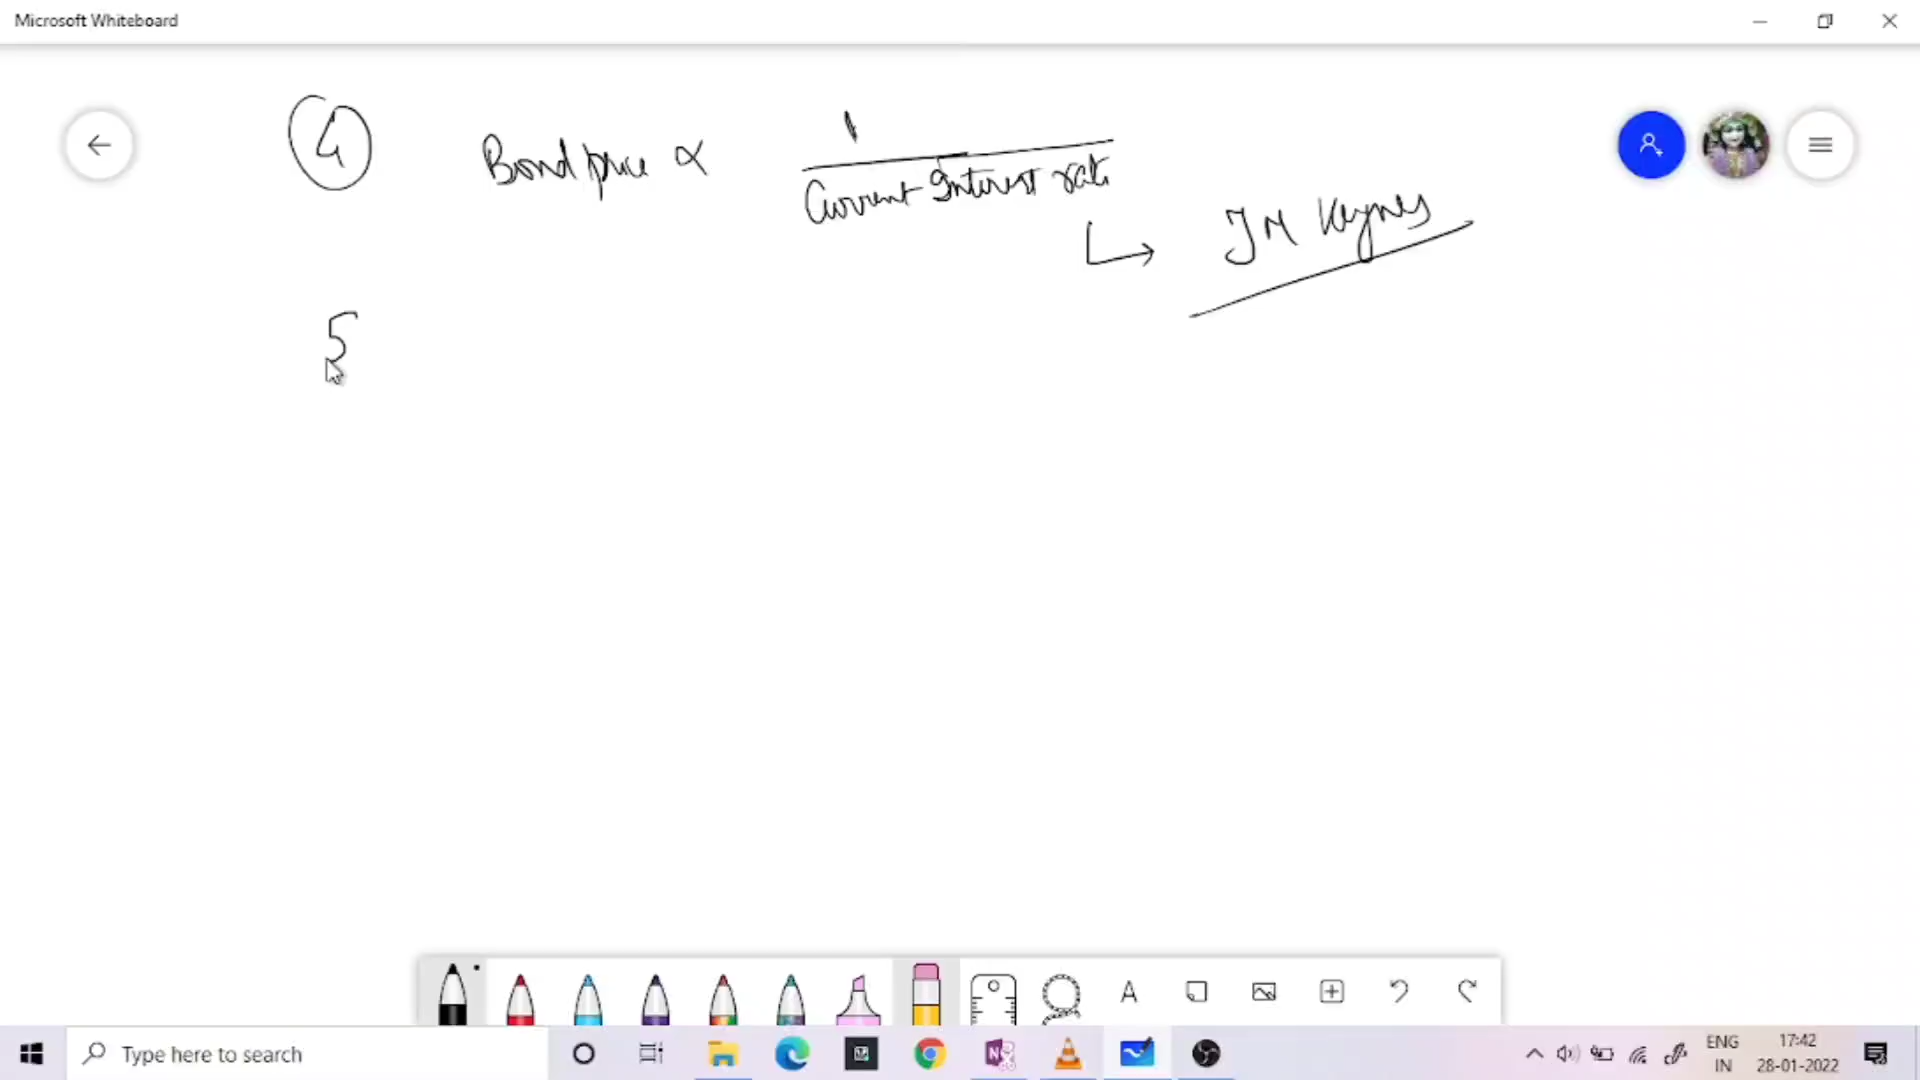 Microsoft Whiteboard
4 Bond price ∝ 1
Current Interest rate
↳ JM Keynes
5
A
Type here to search
ENG
IN
17:42
28-01-2022